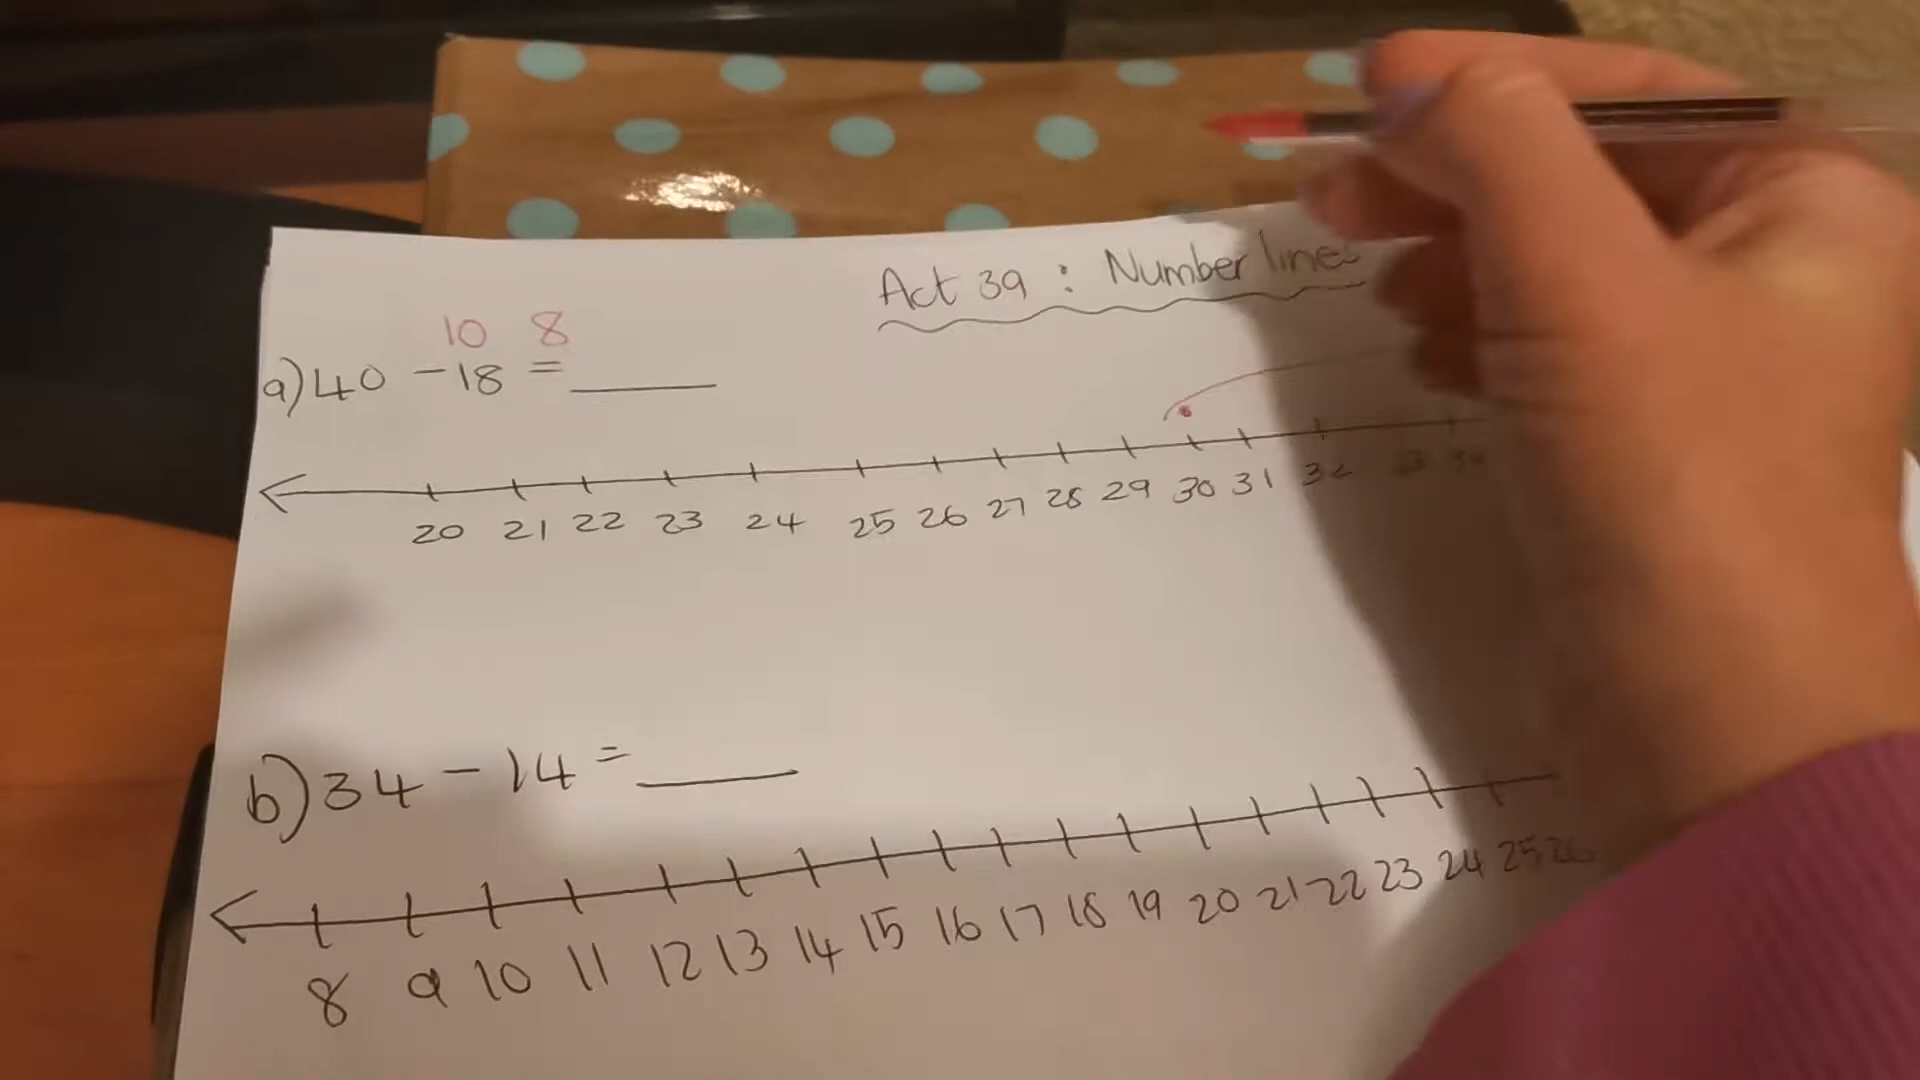 Act 39 : Number lines
10 8
a) 40 - 18 = ____
20 21 22 23 24 25 26 27 28 29 30 31 32
b) 34 - 14 = ____
8 9 10 11 12 13 14 15 16 17 18 19 20 21 22 23 24 25 26